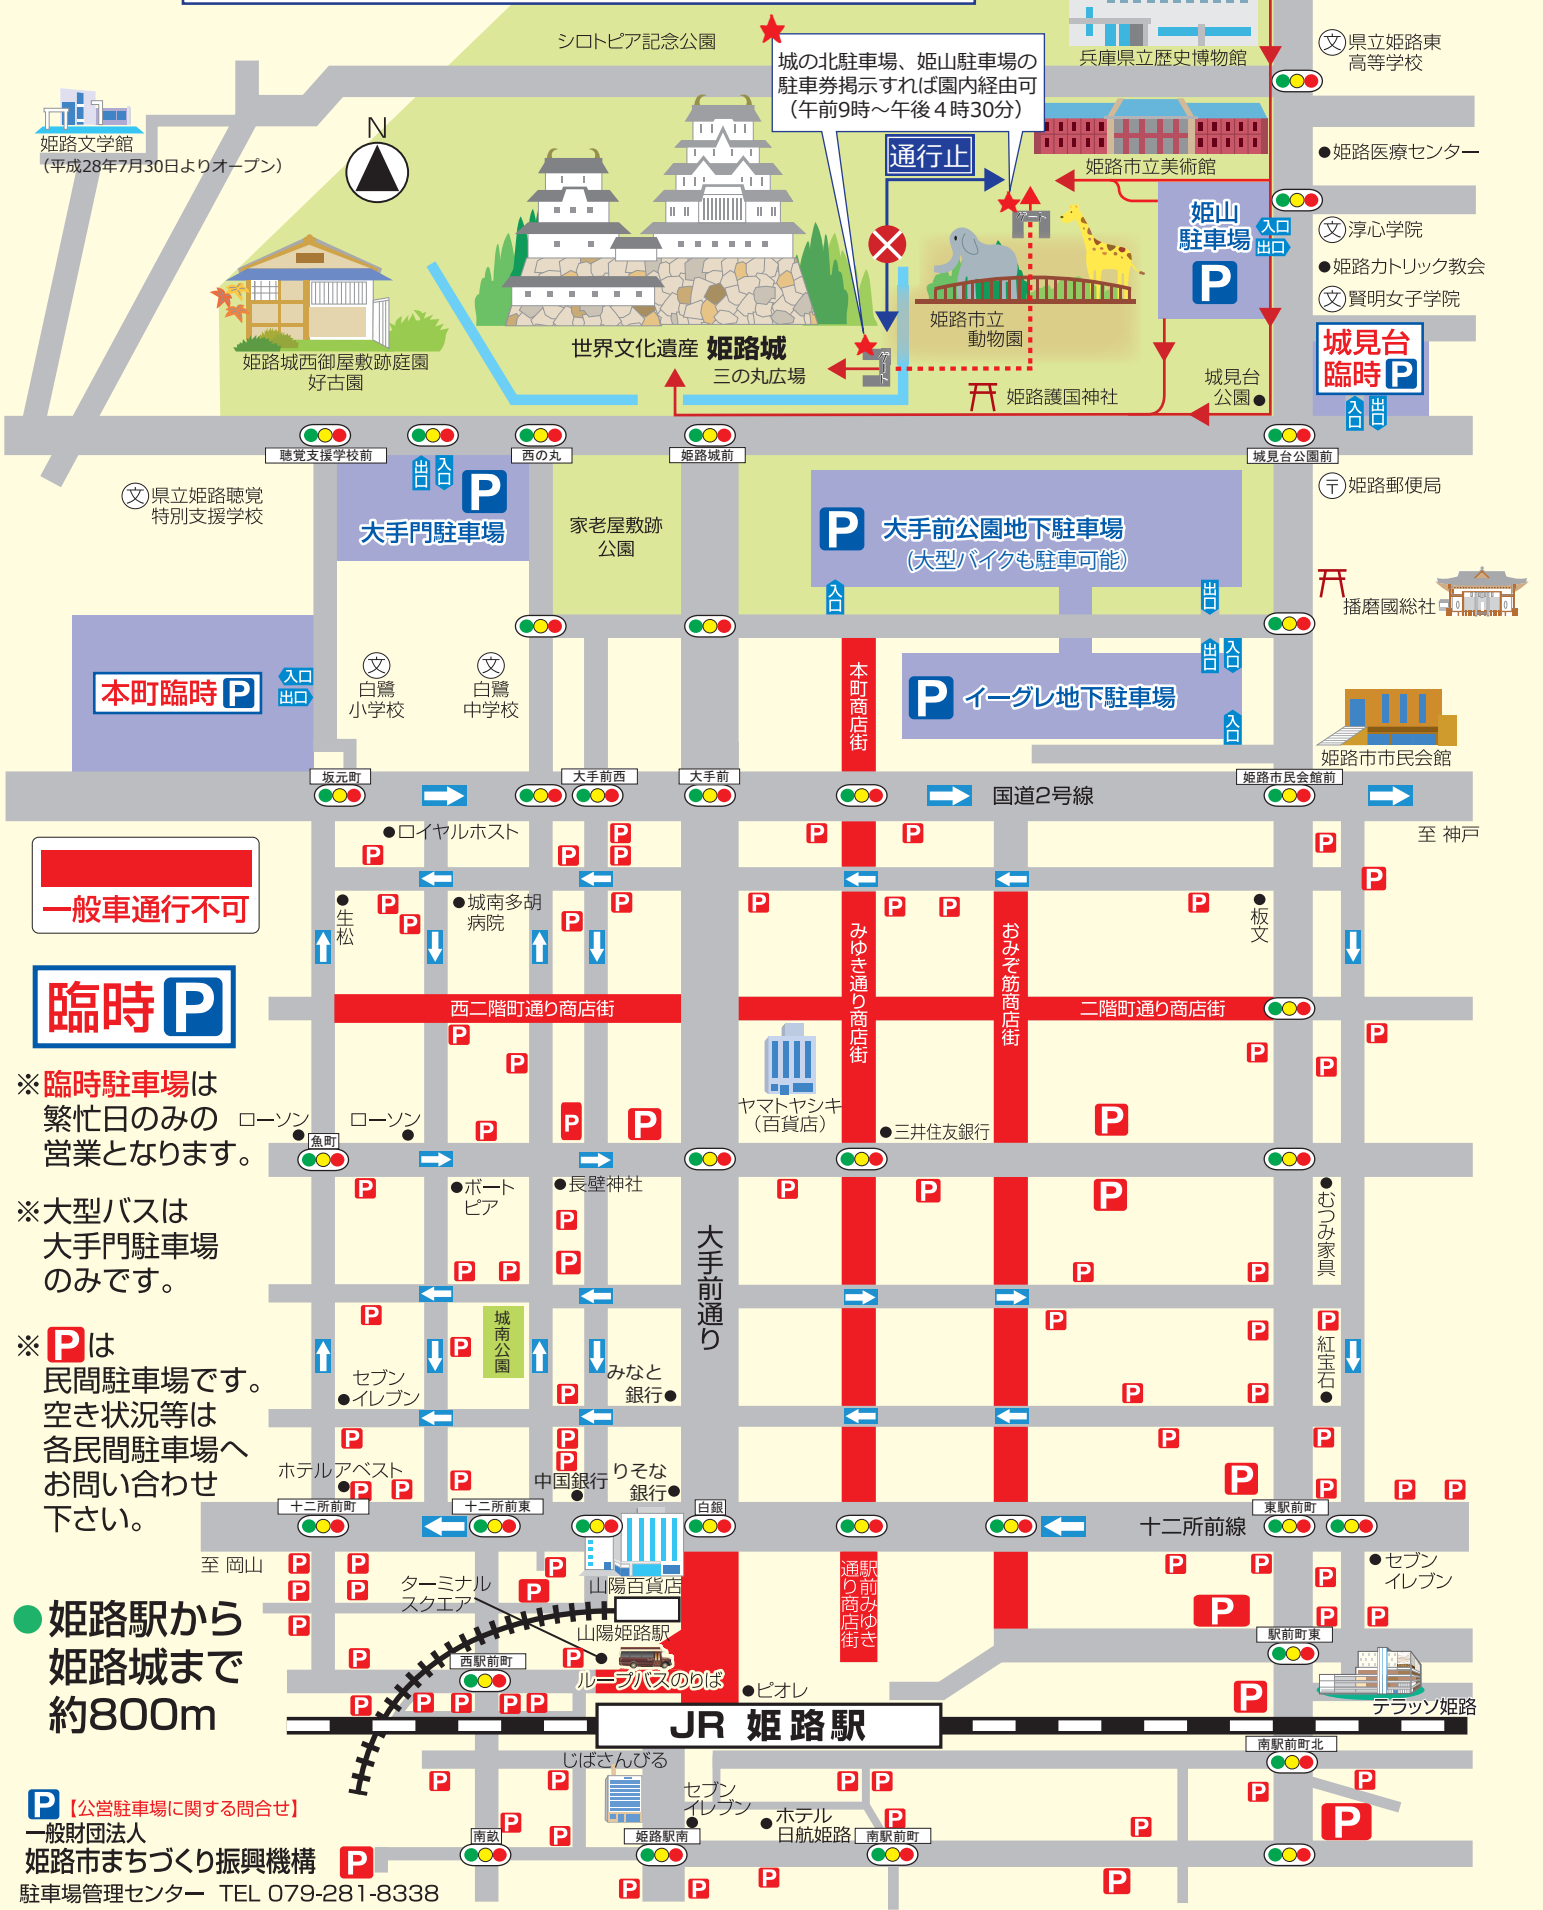 シロトピア記念公園
城の北駐車場、姫山駐車場の
駐車券掲示すれば園内経由可
（午前9時～午後４時30分）
兵庫県立歴史博物館
文 県立姫路東
高等学校
姫路文学館
（平成28年7月30日よりオープン）
N
通行止
姫路市立美術館
姫路医療センター
ゲート
姫山
駐車場
P
入口
出口
文 淳心学院
姫路カトリック教会
文 賢明女子学院
姫路市立
動物園
城見台
臨時 P
入口
出口
世界文化遺産 姫路城
三の丸広場
ゲート
姫路城西御屋敷跡庭園
好古園
姫路護国神社
城見台
公園
聴覚支援学校前
西の丸
姫路城前
城見台公園前
出口
入口
文 県立姫路聴覚
特別支援学校
P
大手門駐車場
家老屋敷跡
公園
P 大手前公園地下駐車場
（大型バイクも駐車可能）
入口
出口
〒 姫路郵便局
播磨國総社
本町臨時 P
入口
出口
文
白鷺
小学校
文
白鷺
中学校
本町商店街
出口
入口
P イーグレ地下駐車場
入口
姫路市市民会館
坂元町
大手前西
大手前
姫路市民会館前
国道2号線
至 神戸
ロイヤルホスト
一般車通行不可
生松
城南多胡
病院
みゆき通り商店街
おみぞ筋商店街
板文
臨時 P
西二階町通り商店街
二階町通り商店街
※臨時駐車場は
繁忙日のみの
営業となります。
ローソン
ローソン
魚町
ヤマトヤシキ
（百貨店）
三井住友銀行
※大型バスは
大手門駐車場
のみです。
ボート
ピア
長壁神社
大手前通り
むつみ家具
城南公園
※ P は
民間駐車場です。
空き状況等は
各民間駐車場へ
お問い合わせ
下さい。
セブン
イレブン
みなと
銀行
紅宝石
ホテルアベスト
中国銀行
りそな
銀行
十二所前町
十二所前東
白銀
東駅前町
十二所前線
至 岡山
山陽百貨店
駅前みゆき
通り商店街
セブン
イレブン
ターミナル
スクエア
山陽姫路駅
ループバスのりば
西駅前町
駅前町東
●姫路駅から
姫路城まで
約800m
ピオレ
テラッソ姫路
JR 姫路駅
じばさんびる
南駅前町北
セブン
イレブン
ホテル
日航姫路
南畝
姫路駅南
南駅前町
P【公営駐車場に関する問合せ】
一般財団法人
姫路市まちづくり振興機構
駐車場管理センター TEL 079-281-8338